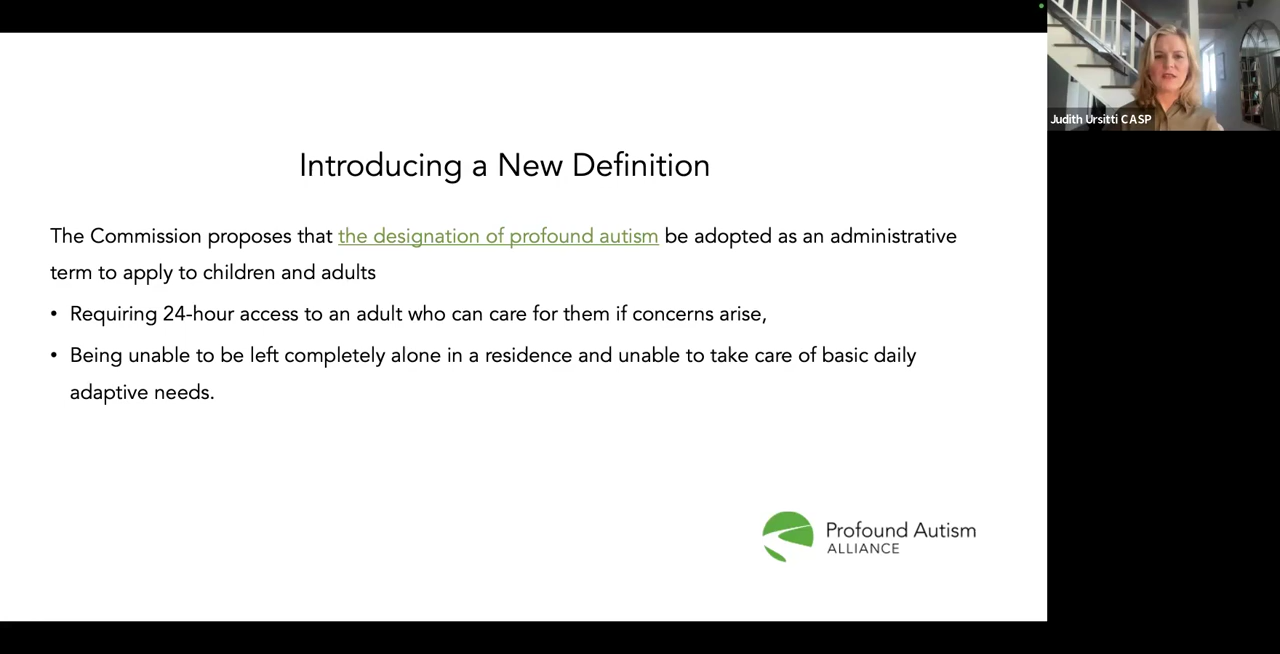 Judith Ursitti CASP
Introducing a New Definition
The Commission proposes that the designation of profound autism be adopted as an administrative
term to apply to children and adults
• Requiring 24-hour access to an adult who can care for them if concerns arise,
• Being unable to be left completely alone in a residence and unable to take care of basic daily
adaptive needs.
Profound Autism
ALLIANCE